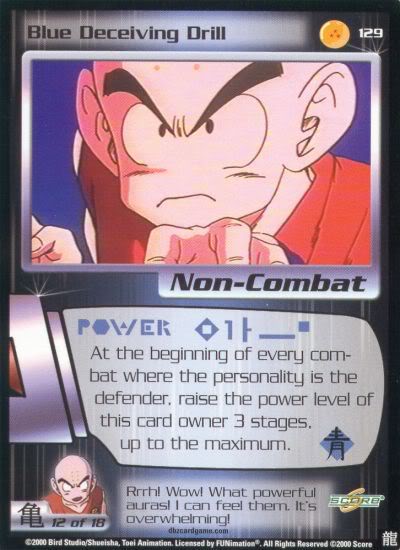 Blue Deceiving Drill 129
Non-Combat
POWER
At the beginning of every com-
bat where the personality is the
defender, raise the power level of
this card owner 3 stages,
up to the maximum.
青
Rrrh! Wow! What powerful
auras! I can feel them. It's
overwhelming!
SCORE
亀 12 of 18
dbzcardgame.com
龍
©2000 Bird Studio/Shueisha, Toei Animation. Licensed by FUNimation®. All Rights Reserved ©2000 Score